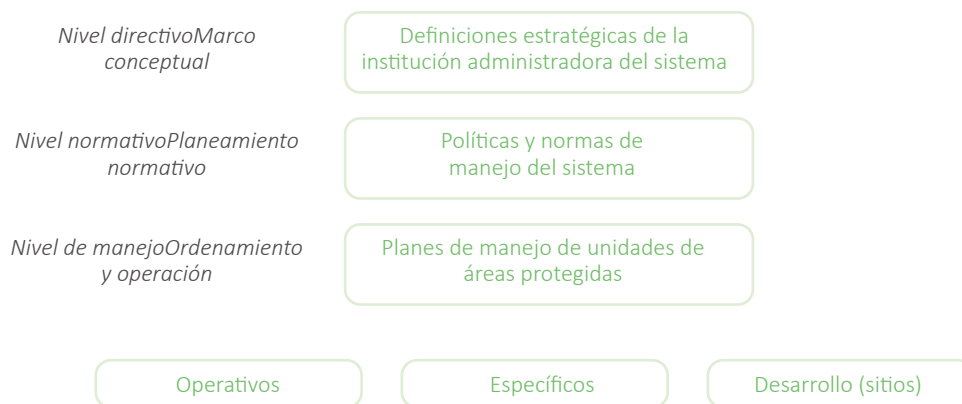 Nivel directivoMarco
conceptual
Definiciones estratégicas de la
institución administradora del sistema
Nivel normativoPlaneamiento
normativo
Políticas y normas de
manejo del sistema
Nivel de manejoOrdenamiento
y operación
Planes de manejo de unidades de
áreas protegidas
Operativos
Específicos
Desarrollo (sitios)